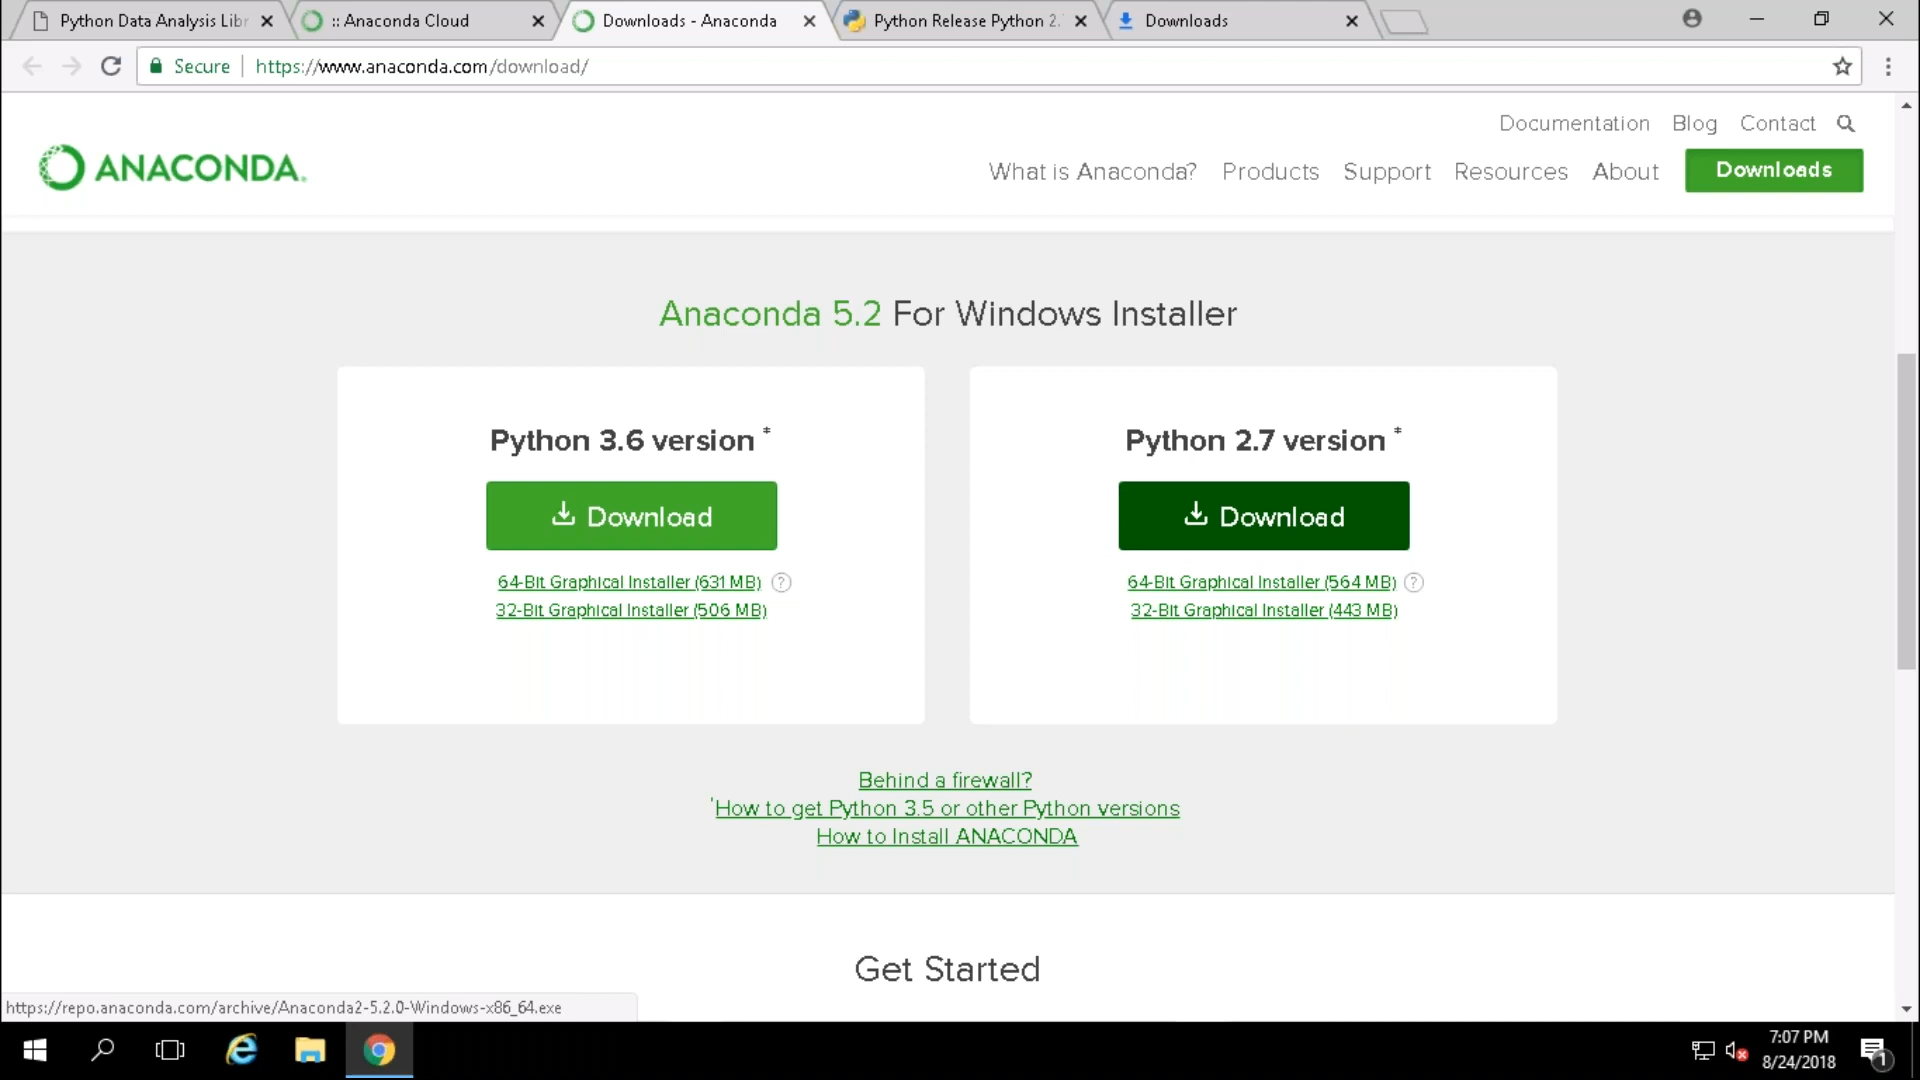 Python Data Analysis Libr
:: Anaconda Cloud
Downloads - Anaconda
Python Release Python 2.
Downloads
Secure
https://www.anaconda.com/download/
Documentation Blog Contact
ANACONDA.
What is Anaconda? Products Support Resources About Downloads
Anaconda 5.2 For Windows Installer
Python 3.6 version *
Download
64-Bit Graphical Installer (631 MB) ?
32-Bit Graphical Installer (506 MB)
Python 2.7 version *
Download
64-Bit Graphical Installer (564 MB) ?
32-Bit Graphical Installer (443 MB)
Behind a firewall?
*How to get Python 3.5 or other Python versions
How to Install ANACONDA
Get Started
https://repo.anaconda.com/archive/Anaconda2-5.2.0-Windows-x86_64.exe
7:07 PM
8/24/2018
1